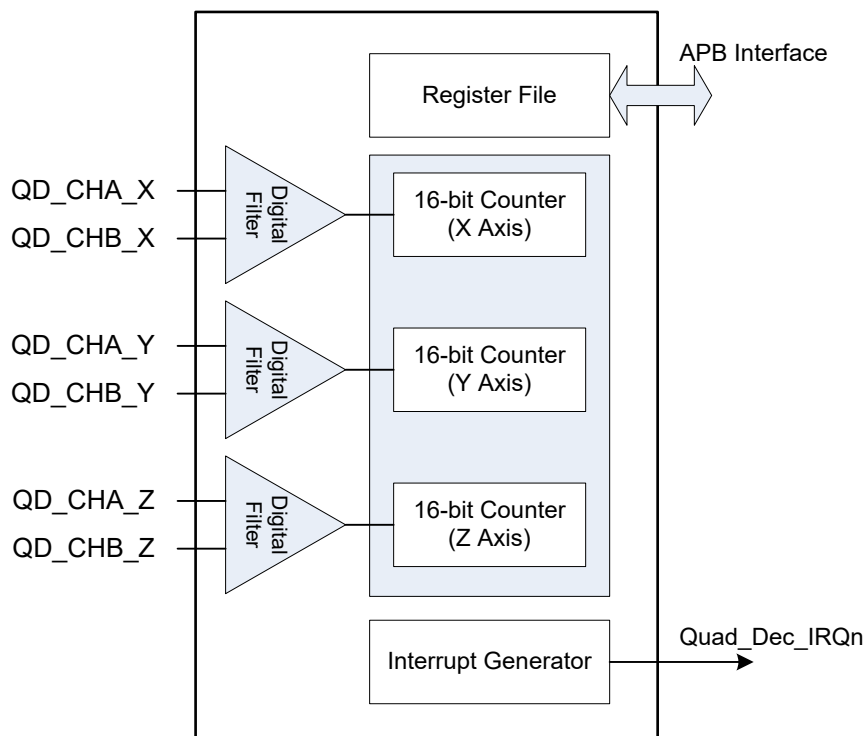 APB Interface
Register File
QD_CHA_X
QD_CHB_X
Digital
Filter
16-bit Counter
(X Axis)
QD_CHA_Y
QD_CHB_Y
Digital
Filter
16-bit Counter
(Y Axis)
QD_CHA_Z
QD_CHB_Z
Digital
Filter
16-bit Counter
(Z Axis)
Interrupt Generator
Quad_Dec_IRQn